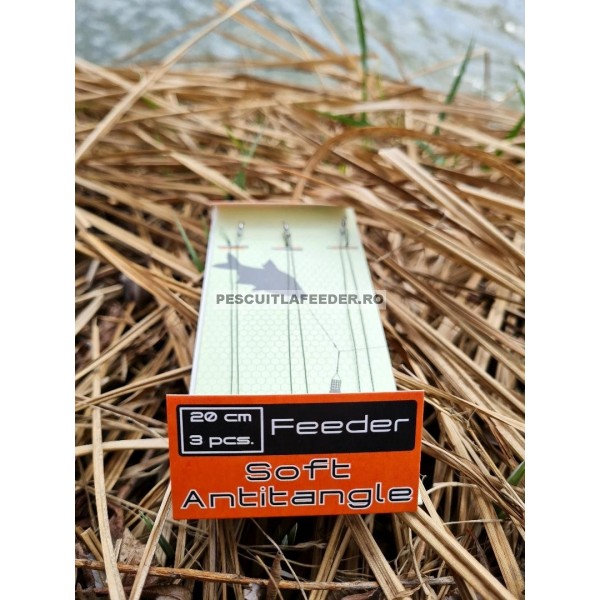 PESCUITLAFEEDER.RO
20 cm
3 pcs.
Feeder
Soft
Antitangle